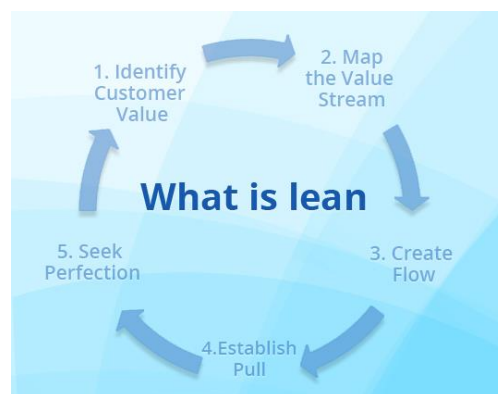 1. Identify
Customer
Value
2. Map
the Value
Stream
What is lean
3. Create
Flow
4.Establish
Pull
5. Seek
Perfection